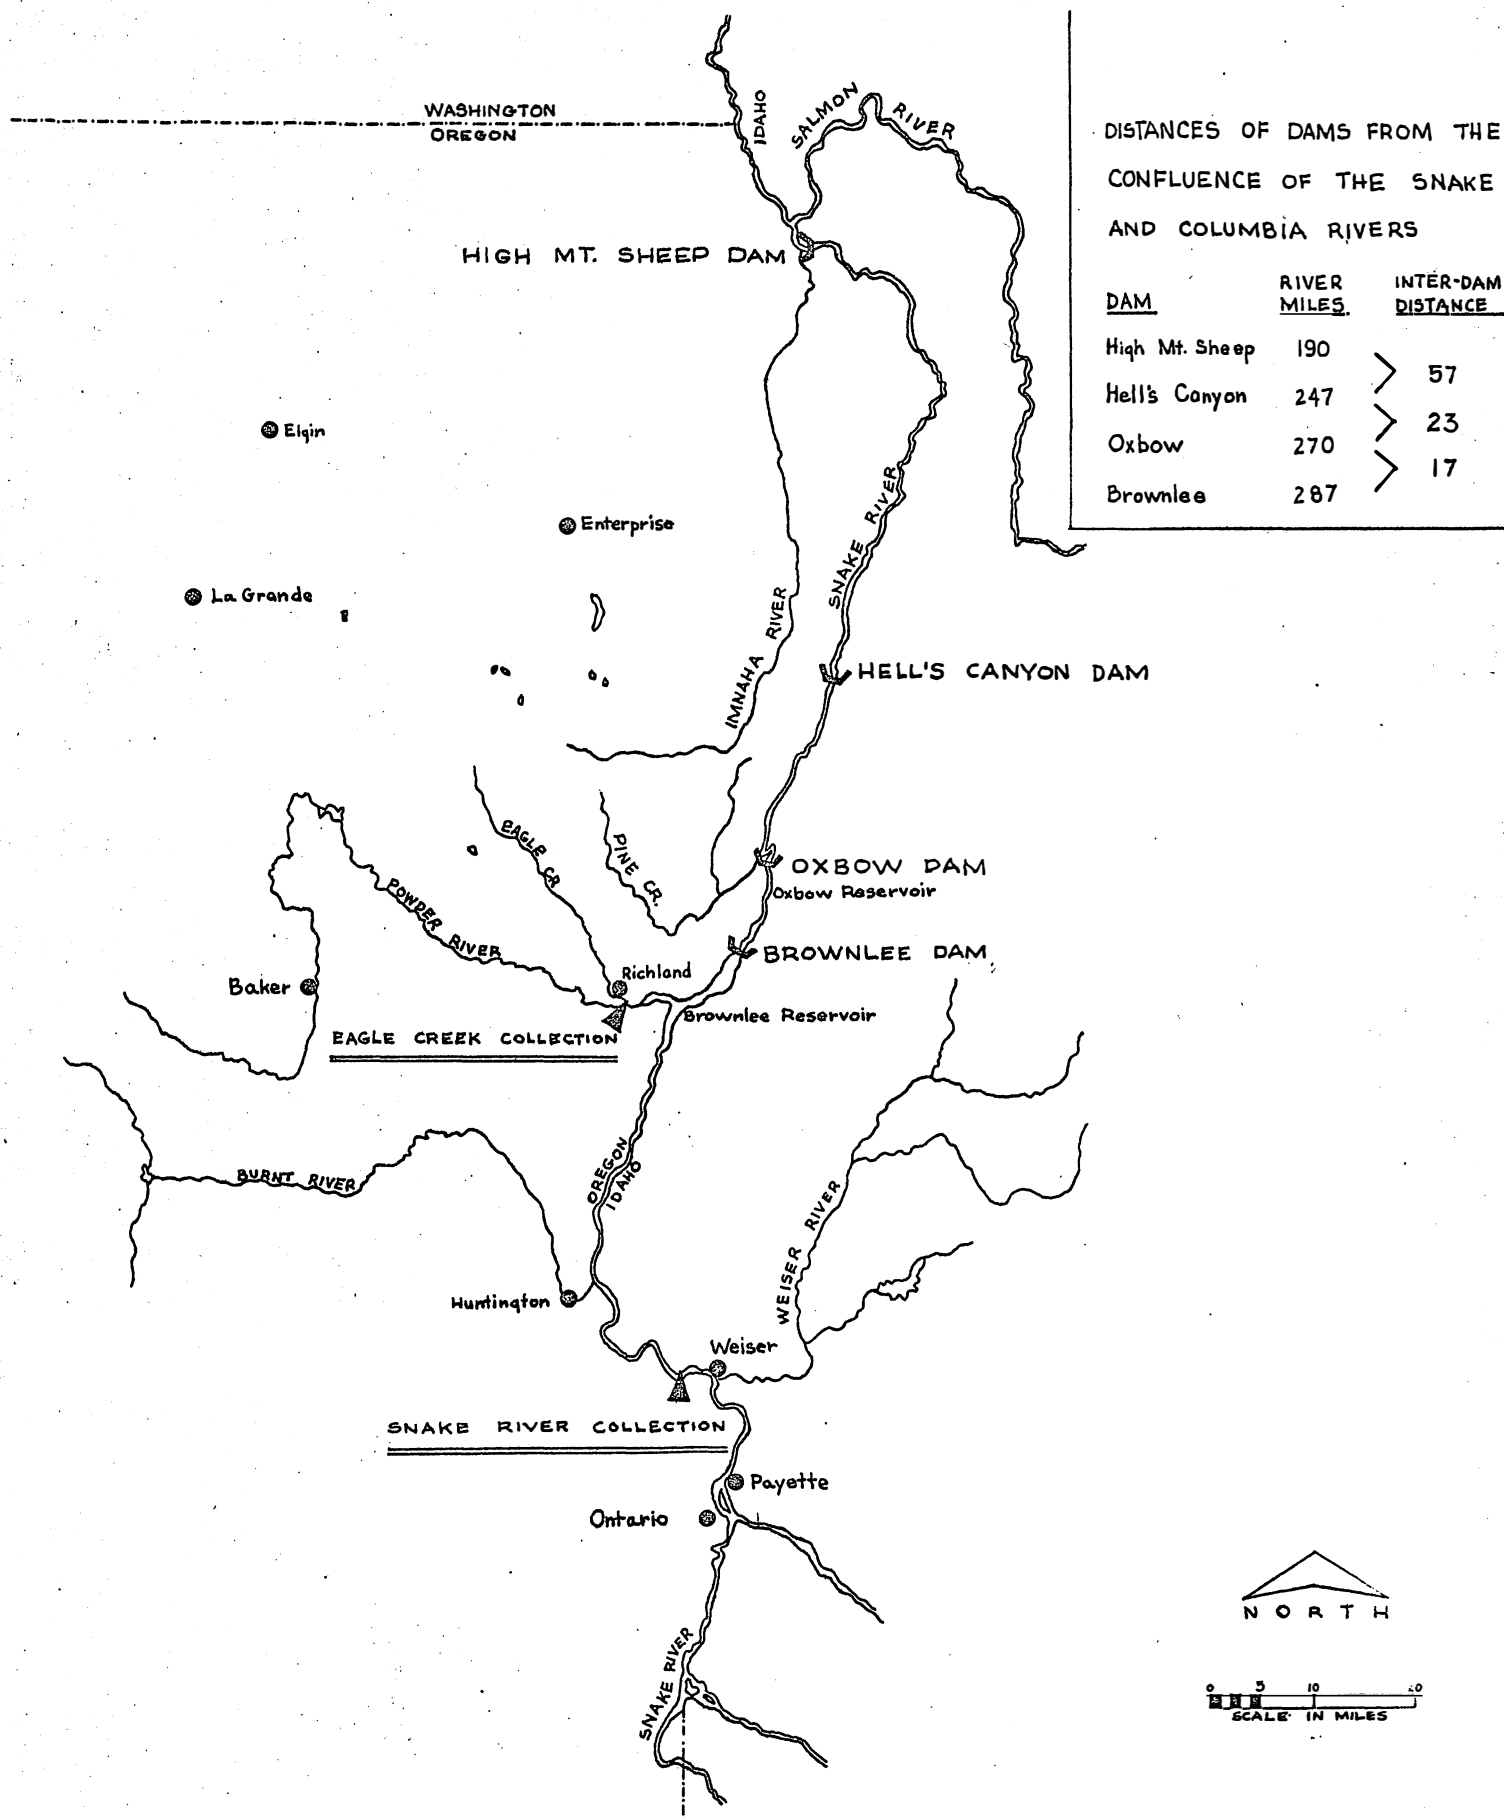 WASHINGTON
OREGON
IDAHO
SALMON RIVER
DISTANCES OF DAMS FROM THE
CONFLUENCE OF THE SNAKE
AND COLUMBIA RIVERS
DAM RIVER MILES INTER-DAM DISTANCE
High Mt. Sheep 190
57
Hell's Canyon 247
23
Oxbow 270
17
Brownlee 287
HIGH MT. SHEEP DAM
Elgin
Enterprise
La Grande
SNAKE RIVER
IMNAHA RIVER
HELL'S CANYON DAM
EAGLE CR.
PINE CR.
OXBOW DAM
Oxbow Reservoir
POWDER RIVER
BROWNLEE DAM
Richland
Baker
Brownlee Reservoir
EAGLE CREEK COLLECTION
BURNT RIVER
OREGON
IDAHO
WEISER RIVER
Huntington
Weiser
SNAKE RIVER COLLECTION
Payette
Ontario
SNAKE RIVER
NORTH
0 5 10 20
SCALE IN MILES